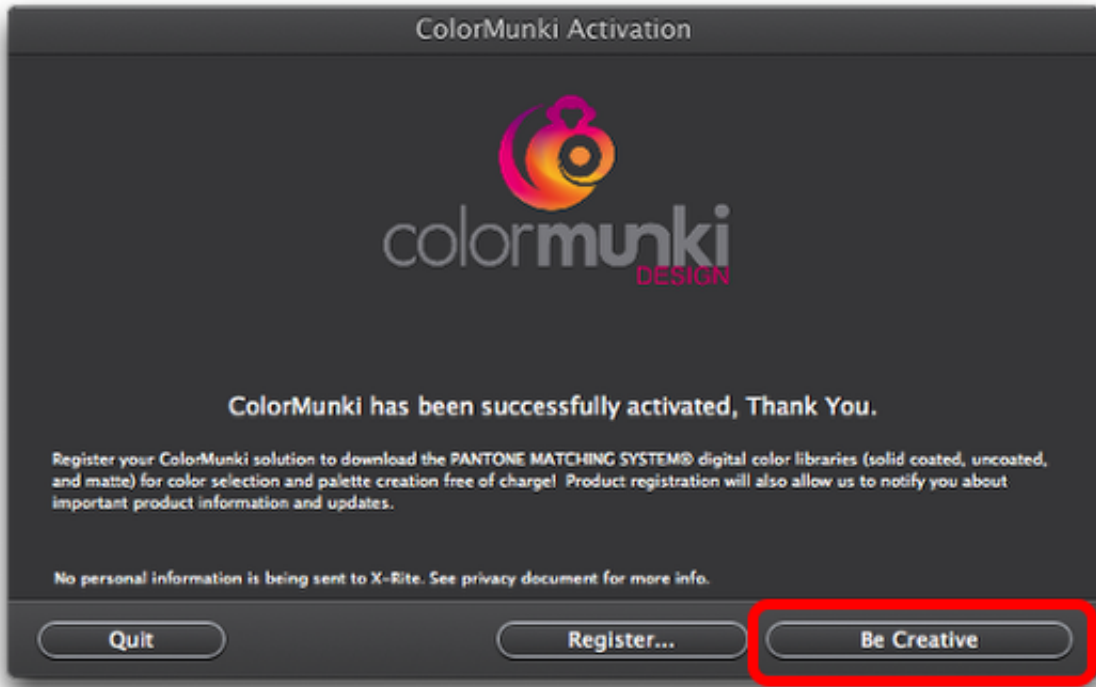 ColorMunki Activation
colormunki
DESIGN
ColorMunki has been successfully activated, Thank You.
Register your ColorMunki solution to download the PANTONE MATCHING SYSTEM® digital color libraries (solid coated, uncoated,
and matte) for color selection and palette creation free of charge! Product registration will also allow us to notify you about
important product information and updates.
No personal information is being sent to X-Rite. See privacy document for more info.
Quit
Register...
Be Creative